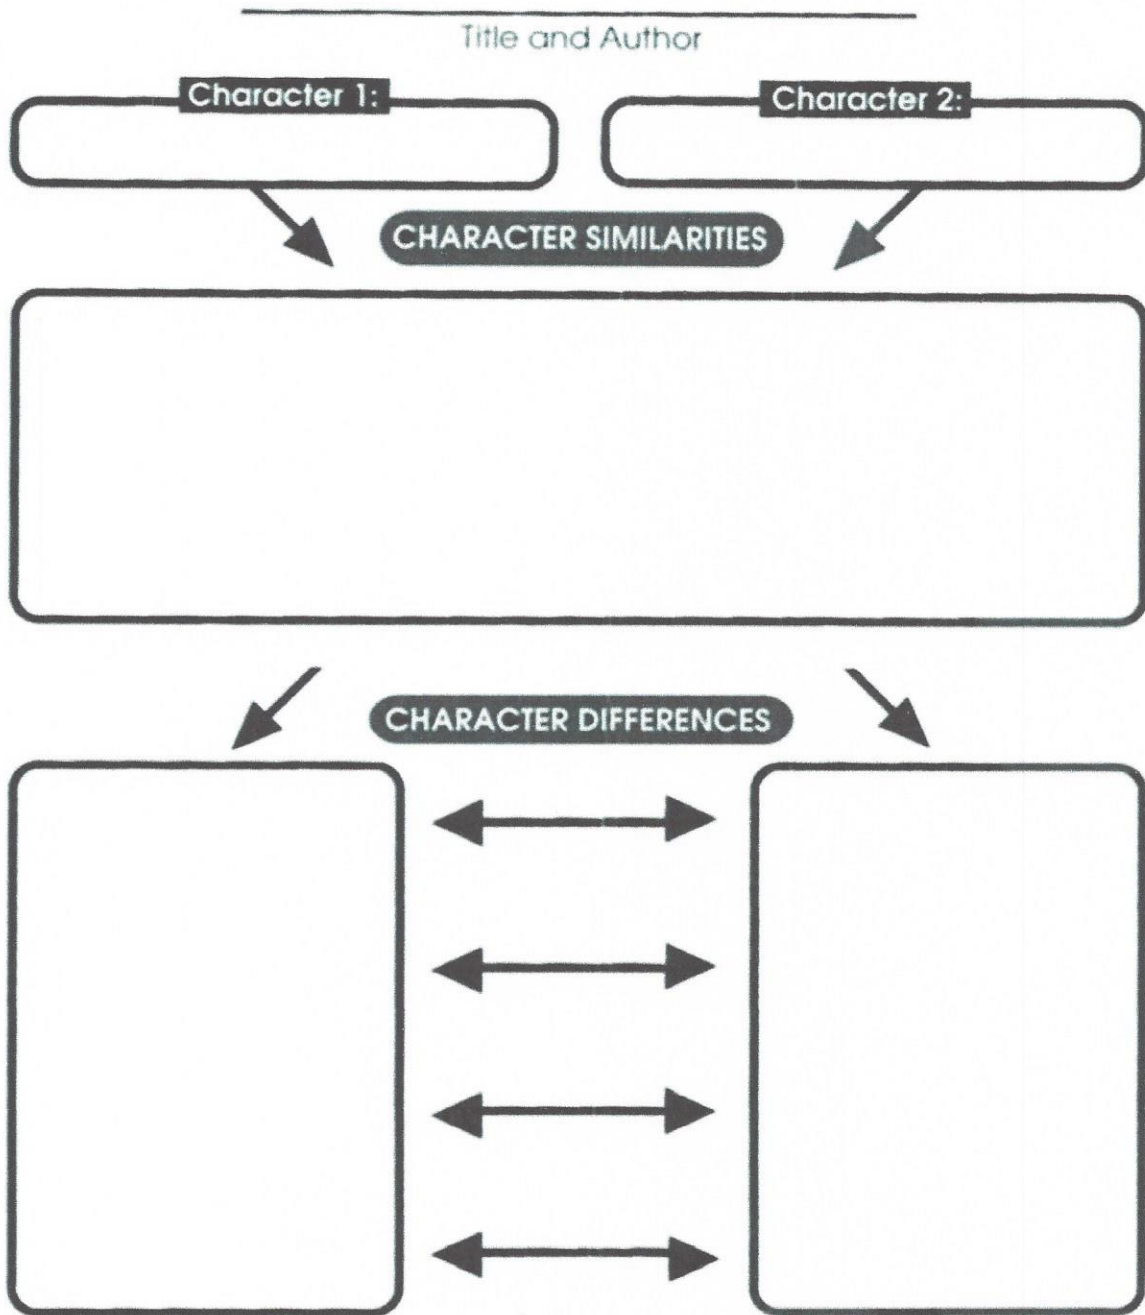 Title and Author
Character 1:
Character 2:
CHARACTER SIMILARITIES
CHARACTER DIFFERENCES